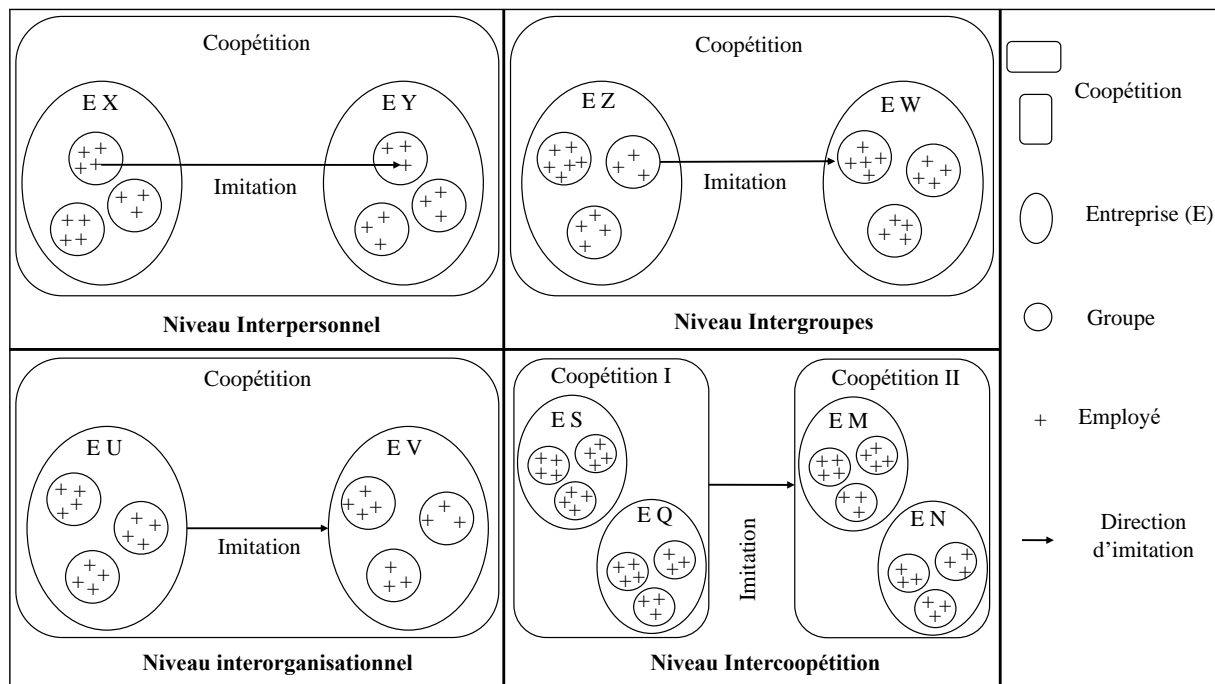 Coopétition
E X
E Y
Imitation
Niveau Interpersonnel
Coopétition
E Z
E W
Imitation
Niveau Intergroupes
Coopétition
E U
E V
Imitation
Niveau interorganisationnel
Coopétition I
E S
E Q
Imitation
Coopétition II
E M
E N
Niveau Intercoopétition
Coopétition
Entreprise (E)
Groupe
+ Employé
Direction
d’imitation